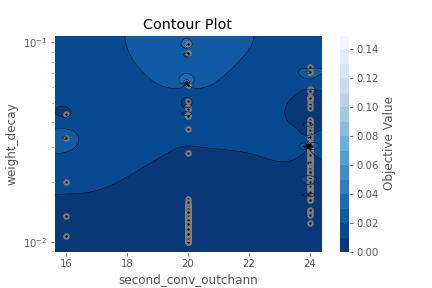 Contour Plot
10⁻¹
10⁻²
weight_decay
16 18 20 22 24
second_conv_outchann
0.14
0.12
0.10
0.08
0.06
0.04
0.02
0.00
Objective Value